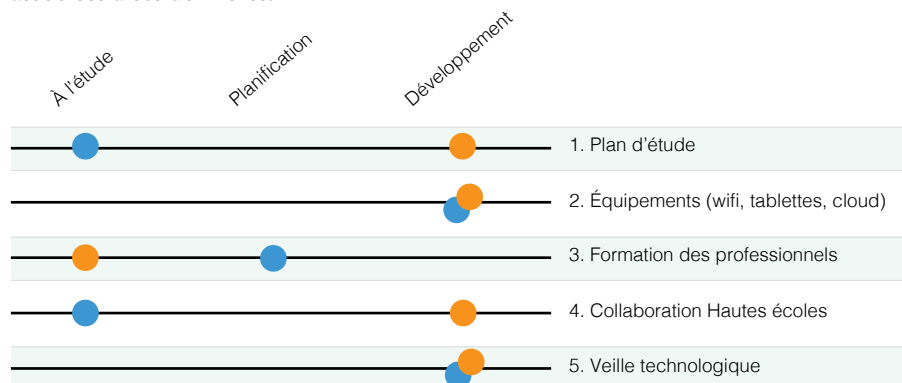 À l'étude
Planification
Développement
1. Plan d'étude
2. Équipements (wifi, tablettes, cloud)
3. Formation des professionnels
4. Collaboration Hautes écoles
5. Veille technologique